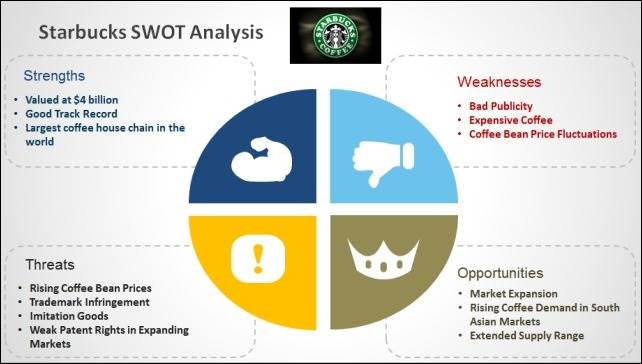 Starbucks SWOT Analysis
STARBUCKS
COFFEE
Strengths
• Valued at $4 billion
• Good Track Record
• Largest coffee house chain in the
world
Weaknesses
• Bad Publicity
• Expensive Coffee
• Coffee Bean Price Fluctuations
Threats
• Rising Coffee Bean Prices
• Trademark Infringement
• Imitation Goods
• Weak Patent Rights in Expanding
Markets
Opportunities
• Market Expansion
• Rising Coffee Demand in South
Asian Markets
• Extended Supply Range